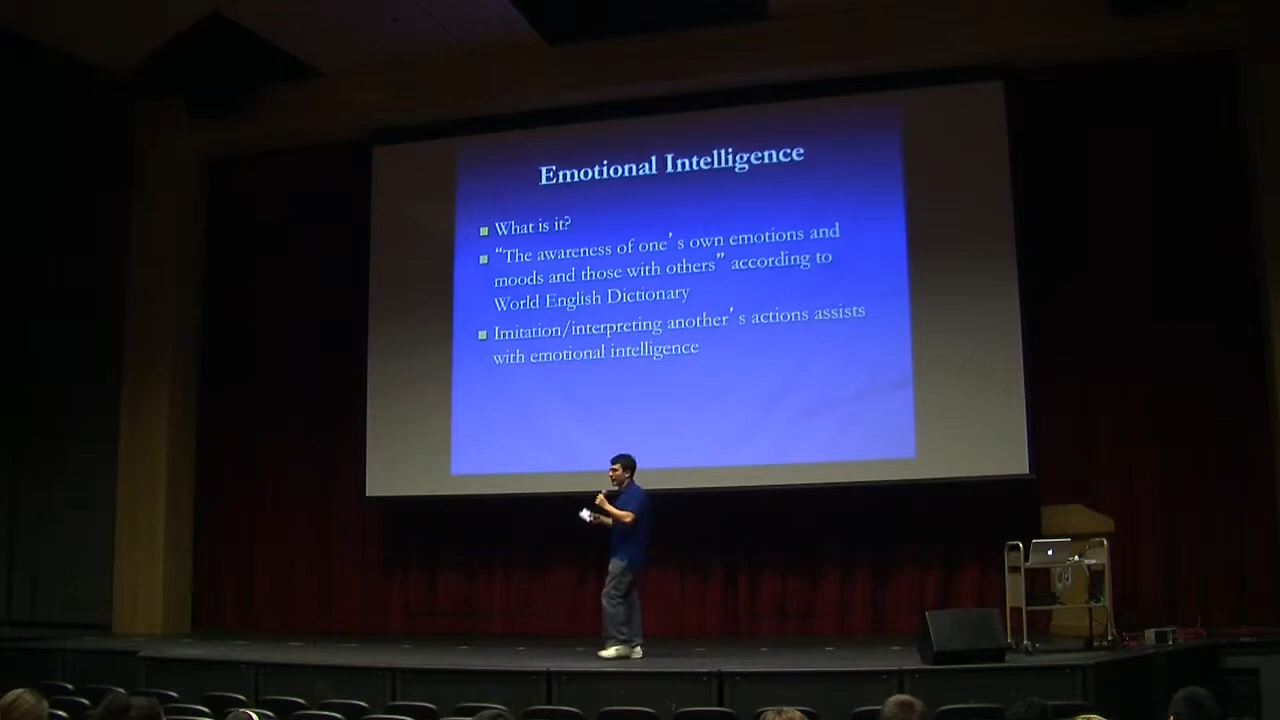 Emotional Intelligence
What is it?
“The awareness of one’s own emotions and
moods and those with others” according to
World English Dictionary
Imitation/interpreting another’s actions assists
with emotional intelligence